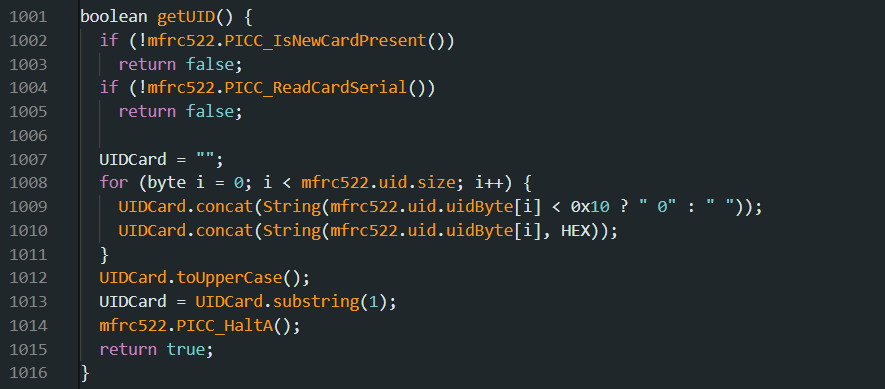 1001 boolean getUID() {
1002   if (!mfrc522.PICC_IsNewCardPresent())
1003     return false;
1004   if (!mfrc522.PICC_ReadCardSerial())
1005     return false;
1006
1007   UIDCard = "";
1008   for (byte i = 0; i < mfrc522.uid.size; i++) {
1009     UIDCard.concat(String(mfrc522.uid.uidByte[i] < 0x10 ? " 0" : " "));
1010     UIDCard.concat(String(mfrc522.uid.uidByte[i], HEX));
1011   }
1012   UIDCard.toUpperCase();
1013   UIDCard = UIDCard.substring(1);
1014   mfrc522.PICC_HaltA();
1015   return true;
1016 }